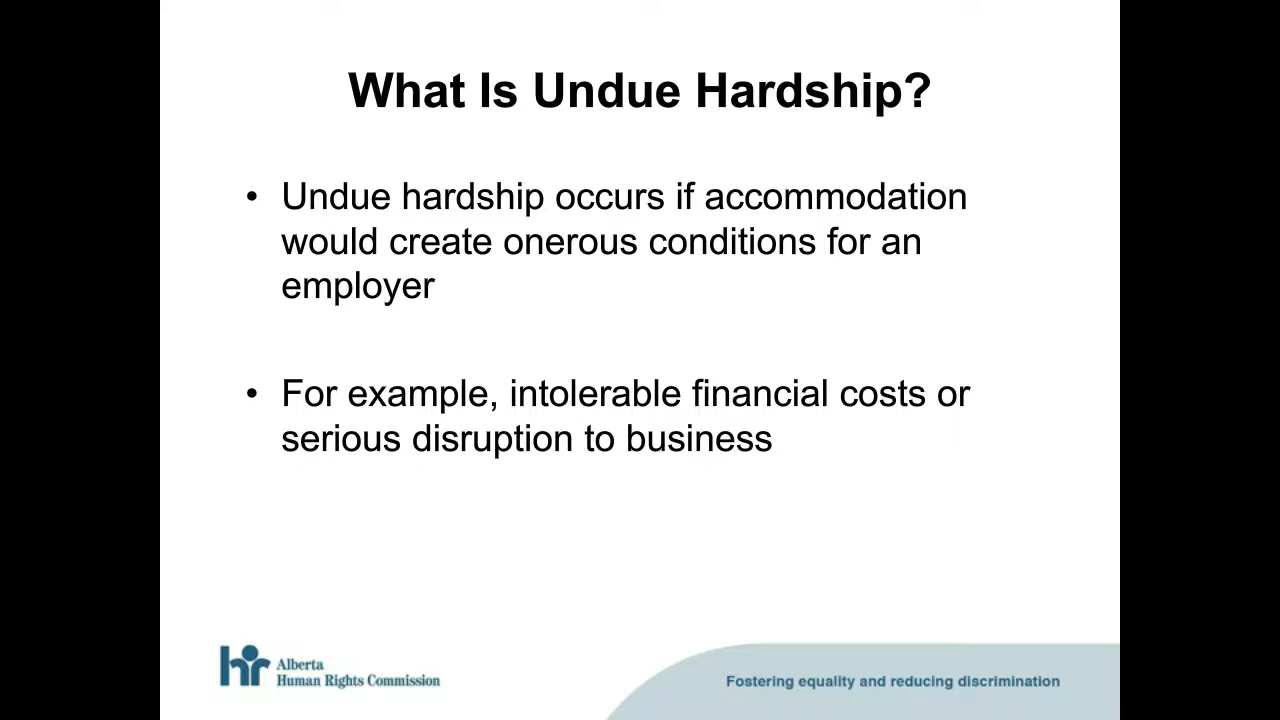 What Is Undue Hardship?
• Undue hardship occurs if accommodation
would create onerous conditions for an
employer
• For example, intolerable financial costs or
serious disruption to business
hr Alberta
Human Rights Commission
Fostering equality and reducing discrimination